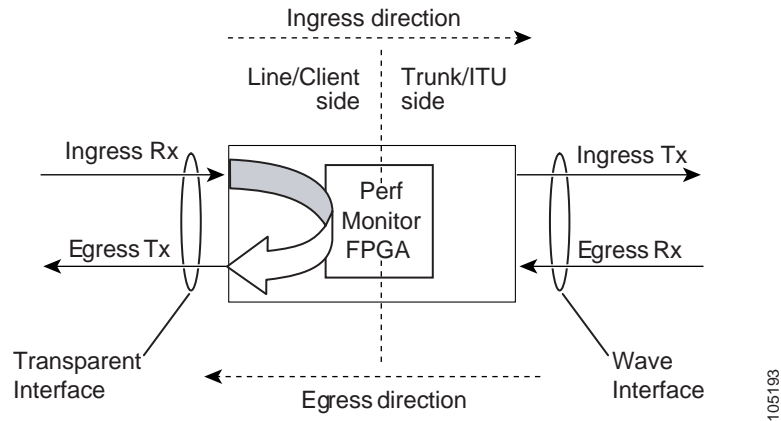 Ingress direction
Line/Client
side
Trunk/ITU
side
Ingress Rx
Ingress Tx
Perf
Monitor
FPGA
Egress Tx
Egress Rx
Transparent
Interface
Wave
Interface
Egress direction
105193